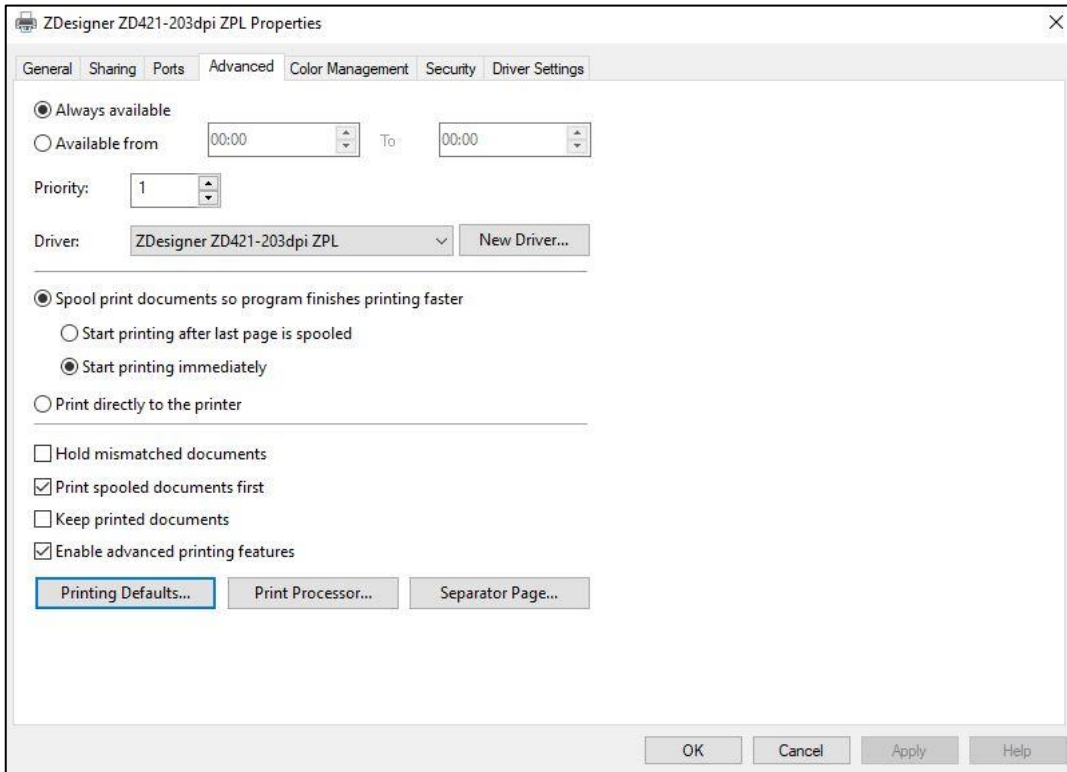 ZDesigner ZD421-203dpi ZPL Properties
General Sharing Ports Advanced Color Management Security Driver Settings
Always available
Available from 00:00 To 00:00
Priority: 1
Driver: ZDesigner ZD421-203dpi ZPL New Driver...
Spool print documents so program finishes printing faster
Start printing after last page is spooled
Start printing immediately
Print directly to the printer
Hold mismatched documents
Print spooled documents first
Keep printed documents
Enable advanced printing features
Printing Defaults... Print Processor... Separator Page...
OK Cancel Apply Help